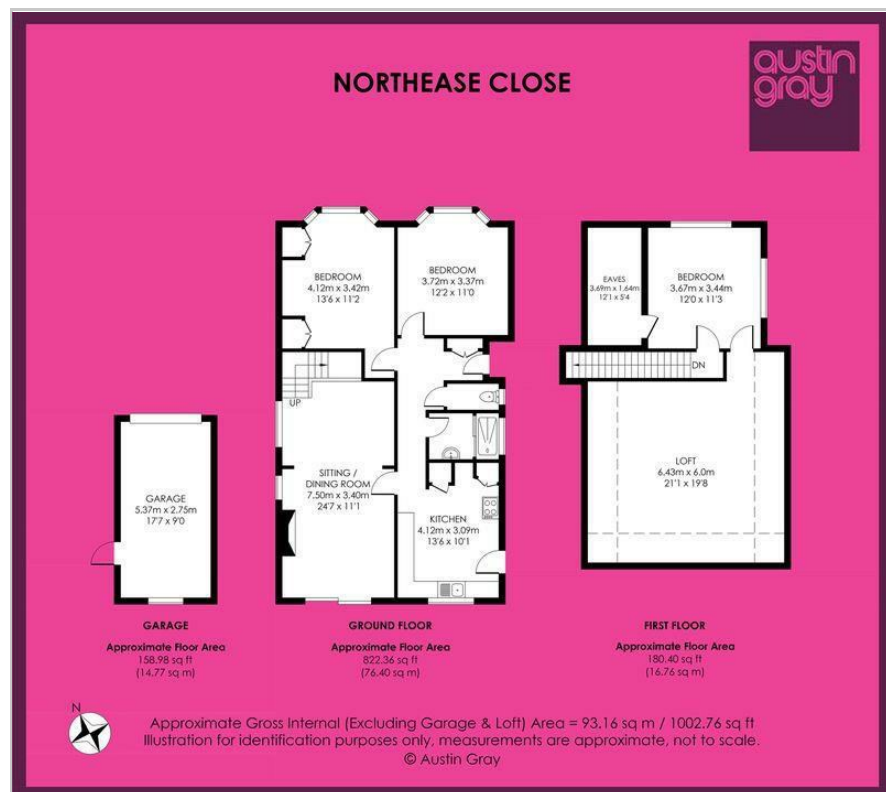 NORTHEASE CLOSE
austin
gray
BEDROOM
4.12m x 3.42m
13'6 x 11'2
BEDROOM
3.72m x 3.37m
12'2 x 11'0
UP
SITTING /
DINING ROOM
7.50m x 3.40m
24'7 x 11'1
KITCHEN
4.12m x 3.09m
13'6 x 10'1
EAVES
3.69m x 1.64m
12'1 x 5'4
BEDROOM
3.67m x 3.44m
12'0 x 11'3
DN
LOFT
6.43m x 6.0m
21'1 x 19'8
GARAGE
5.37m x 2.75m
17'7 x 9'0
GARAGE
Approximate Floor Area
158.98 sq ft
(14.77 sq m)
GROUND FLOOR
Approximate Floor Area
822.36 sq ft
(76.40 sq m)
FIRST FLOOR
Approximate Floor Area
180.40 sq ft
(16.76 sq m)
N
Approximate Gross Internal (Excluding Garage & Loft) Area = 93.16 sq m / 1002.76 sq ft
Illustration for identification purposes only, measurements are approximate, not to scale.
© Austin Gray